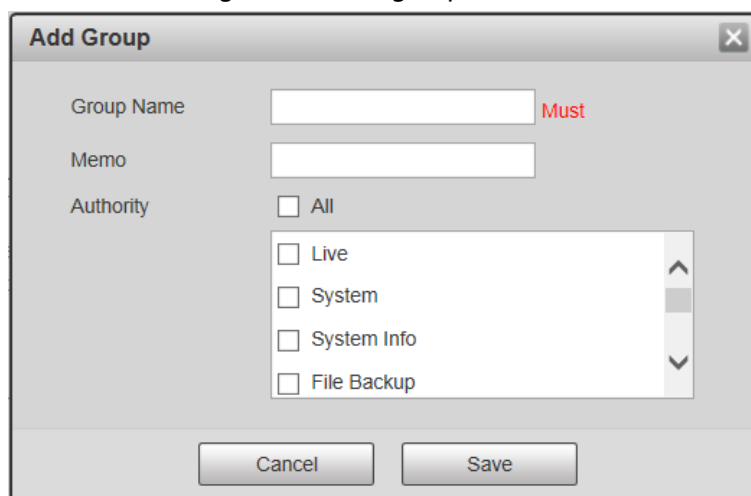 Add Group
Group Name Must
Memo
Authority All
Live
System
System Info
File Backup
Cancel Save